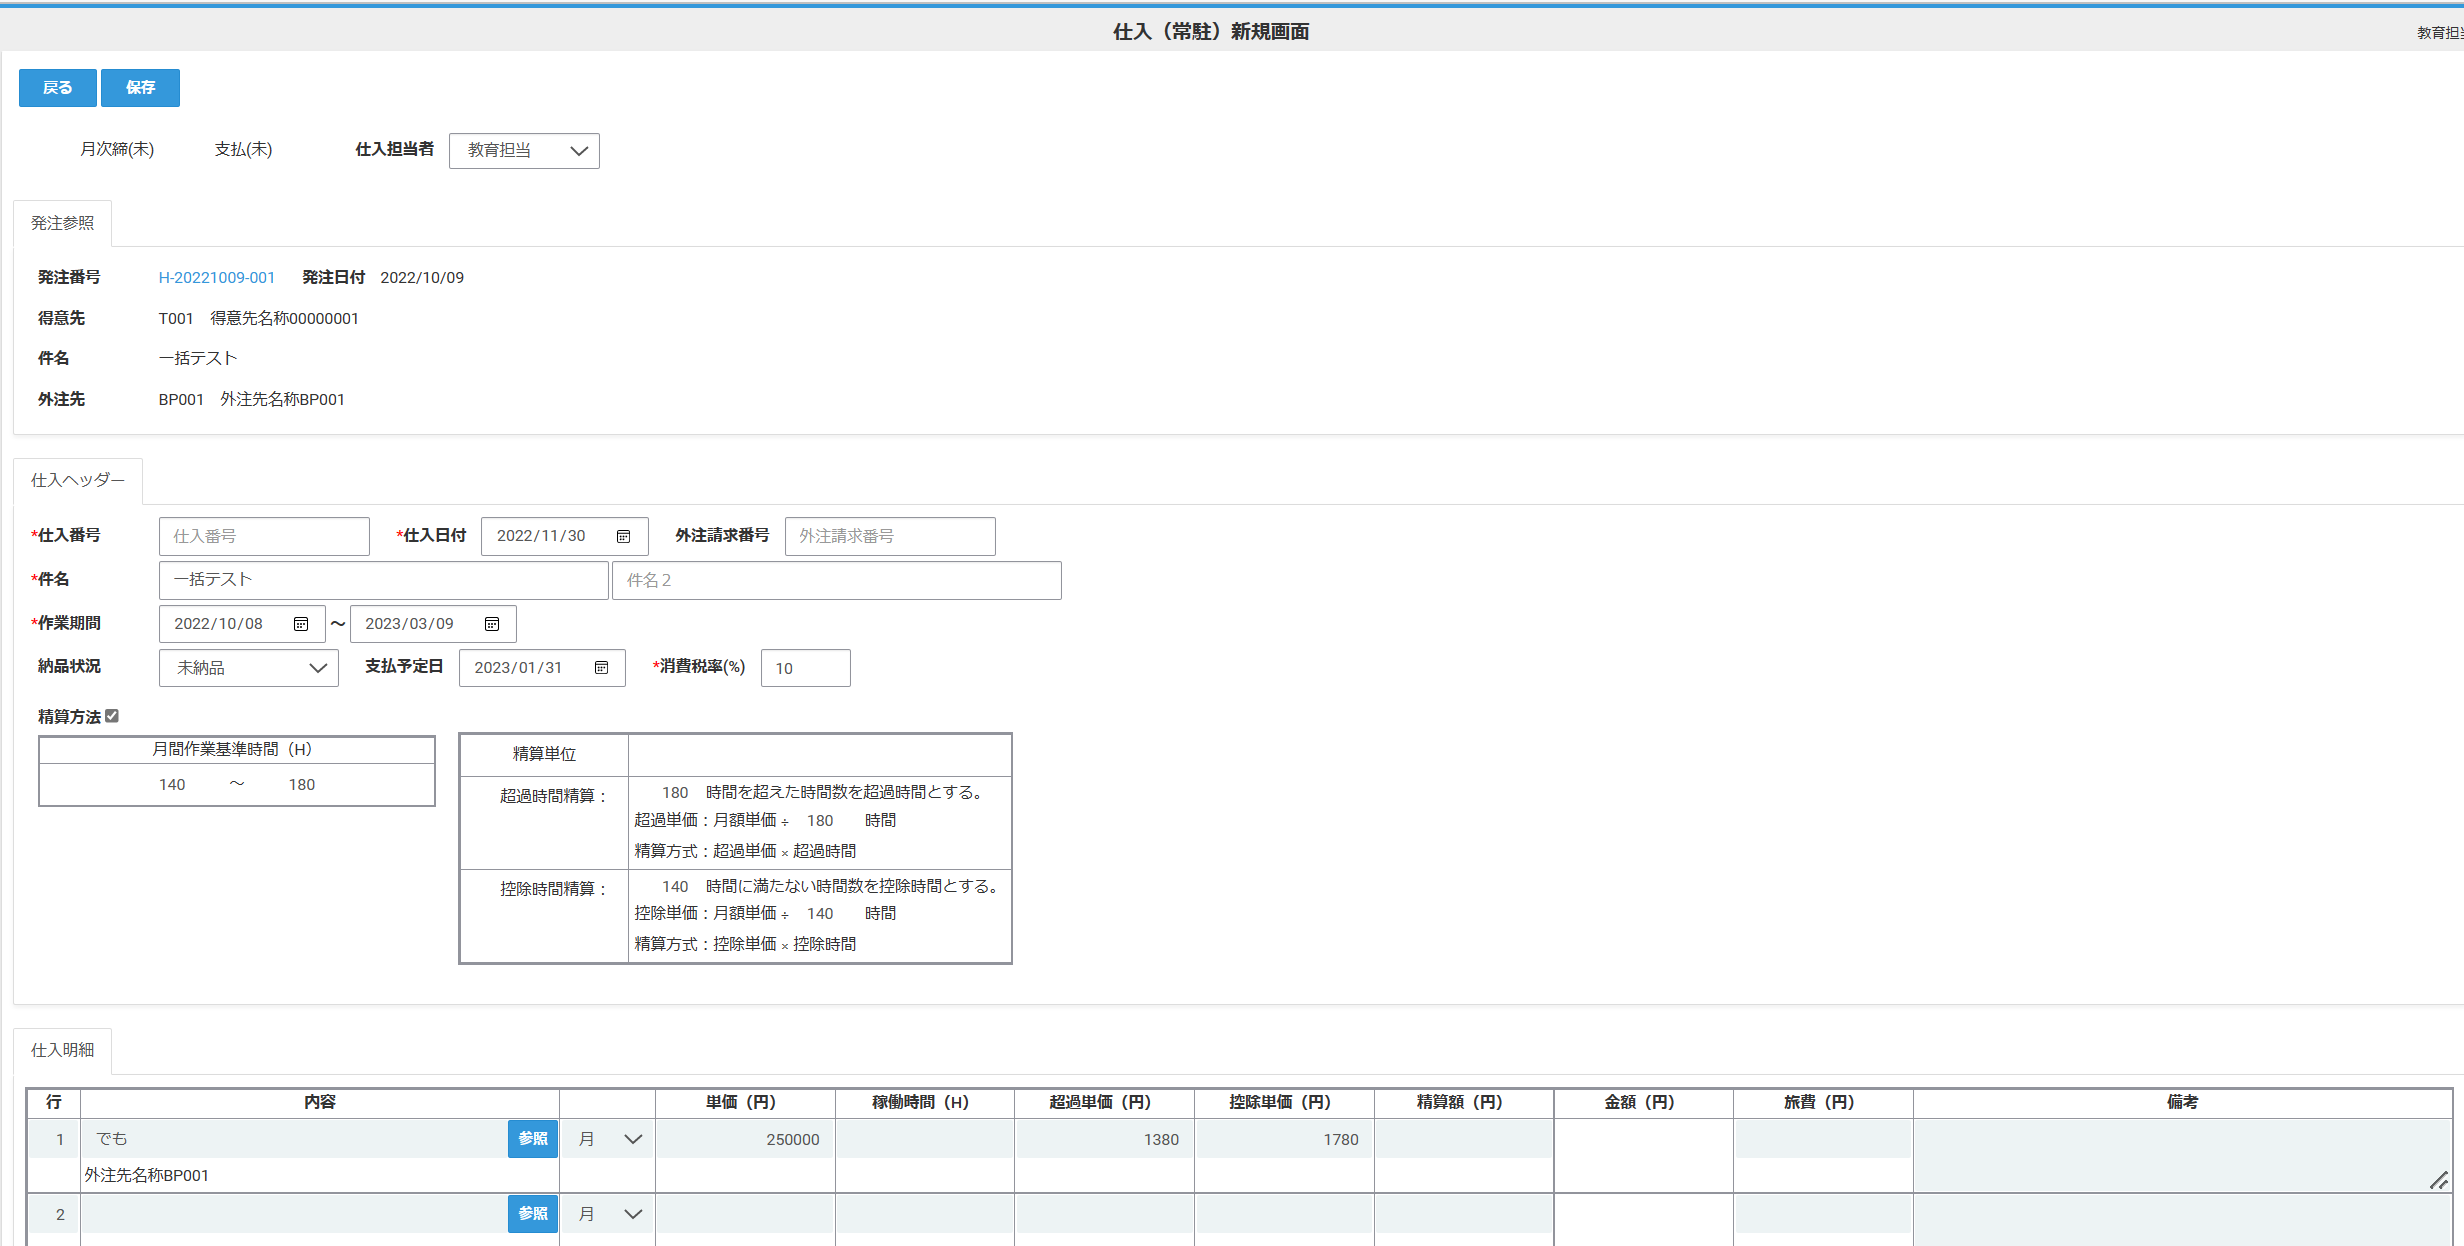 仕入（常駐）新規画面
教育担
戻る 保存
月次締(未) 支払(未) 仕入担当者 教育担当
発注参照
発注番号 H-20221009-001 発注日付 2022/10/09
得意先 T001 得意先名称00000001
件名 一括テスト
外注先 BP001 外注先名称BP001
仕入ヘッダー
*仕入番号 仕入番号 *仕入日付 2022/11/30 外注請求番号 外注請求番号
*件名 一括テスト 件名２
*作業期間 2022/10/08 ～ 2023/03/09
納品状況 未納品 支払予定日 2023/01/31 *消費税率(%) 10
精算方法
月間作業基準時間（H）
140 ～ 180
精算単位
超過時間精算： 180 時間を超えた時間数を超過時間とする。
超過単価：月額単価 ÷ 180 時間
精算方式：超過単価 × 超過時間
控除時間精算： 140 時間に満たない時間数を控除時間とする。
控除単価：月額単価 ÷ 140 時間
精算方式：控除単価 × 控除時間
仕入明細
行 内容 単価（円） 稼働時間（H） 超過単価（円） 控除単価（円） 精算額（円） 金額（円） 旅費（円） 備考
1 でも 参照 月 250000 1380 1780
外注先名称BP001
2 参照 月